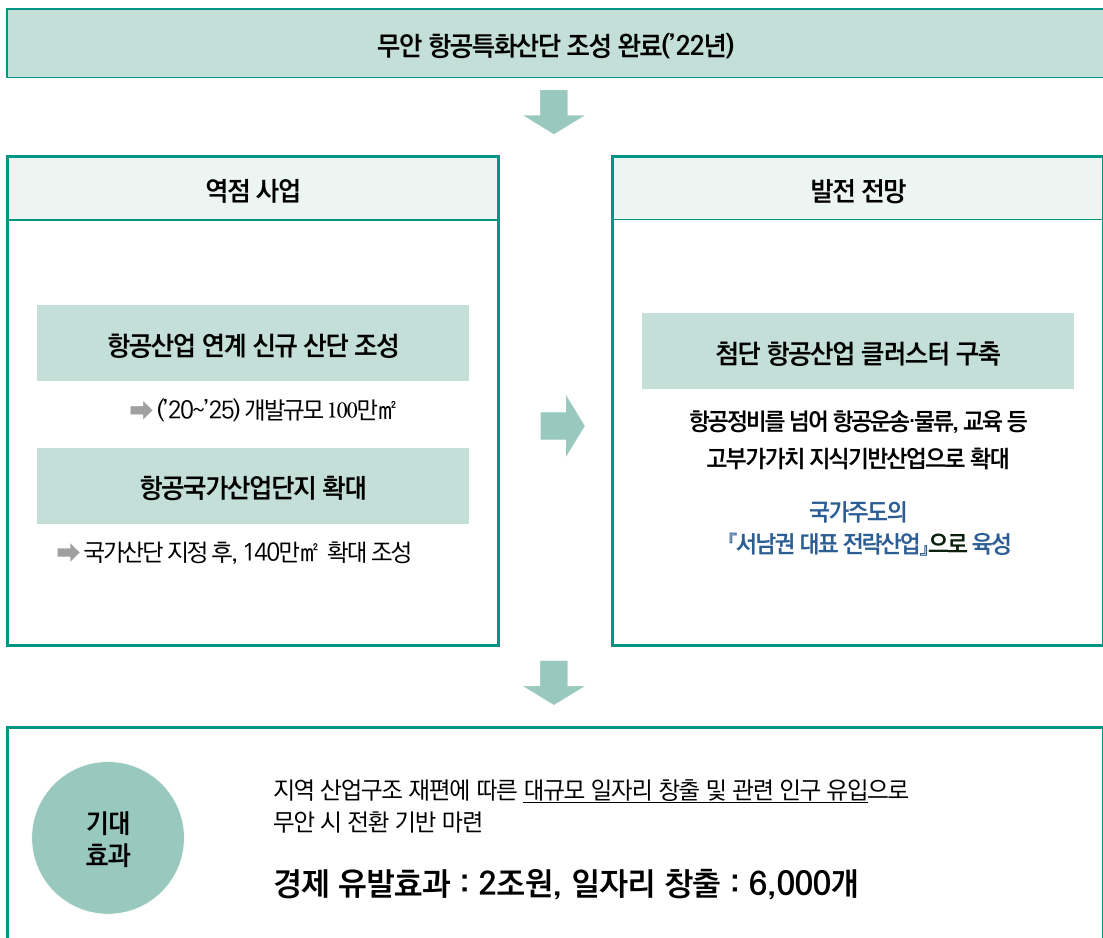 무안 항공특화산단 조성 완료(’22년)
역점 사업
항공산업 연계 신규 산단 조성
➡ (’20~’25) 개발규모 100만㎡
항공국가산업단지 확대
➡ 국가산단 지정 후, 140만㎡ 확대 조성
발전 전망
첨단 항공산업 클러스터 구축
항공정비를 넘어 항공운송·물류, 교육 등
고부가가치 지식기반산업으로 확대
국가주도의
『서남권 대표 전략산업』으로 육성
기대
효과
지역 산업구조 재편에 따른 대규모 일자리 창출 및 관련 인구 유입으로
무안 시 전환 기반 마련
경제 유발효과 : 2조원, 일자리 창출 : 6,000개